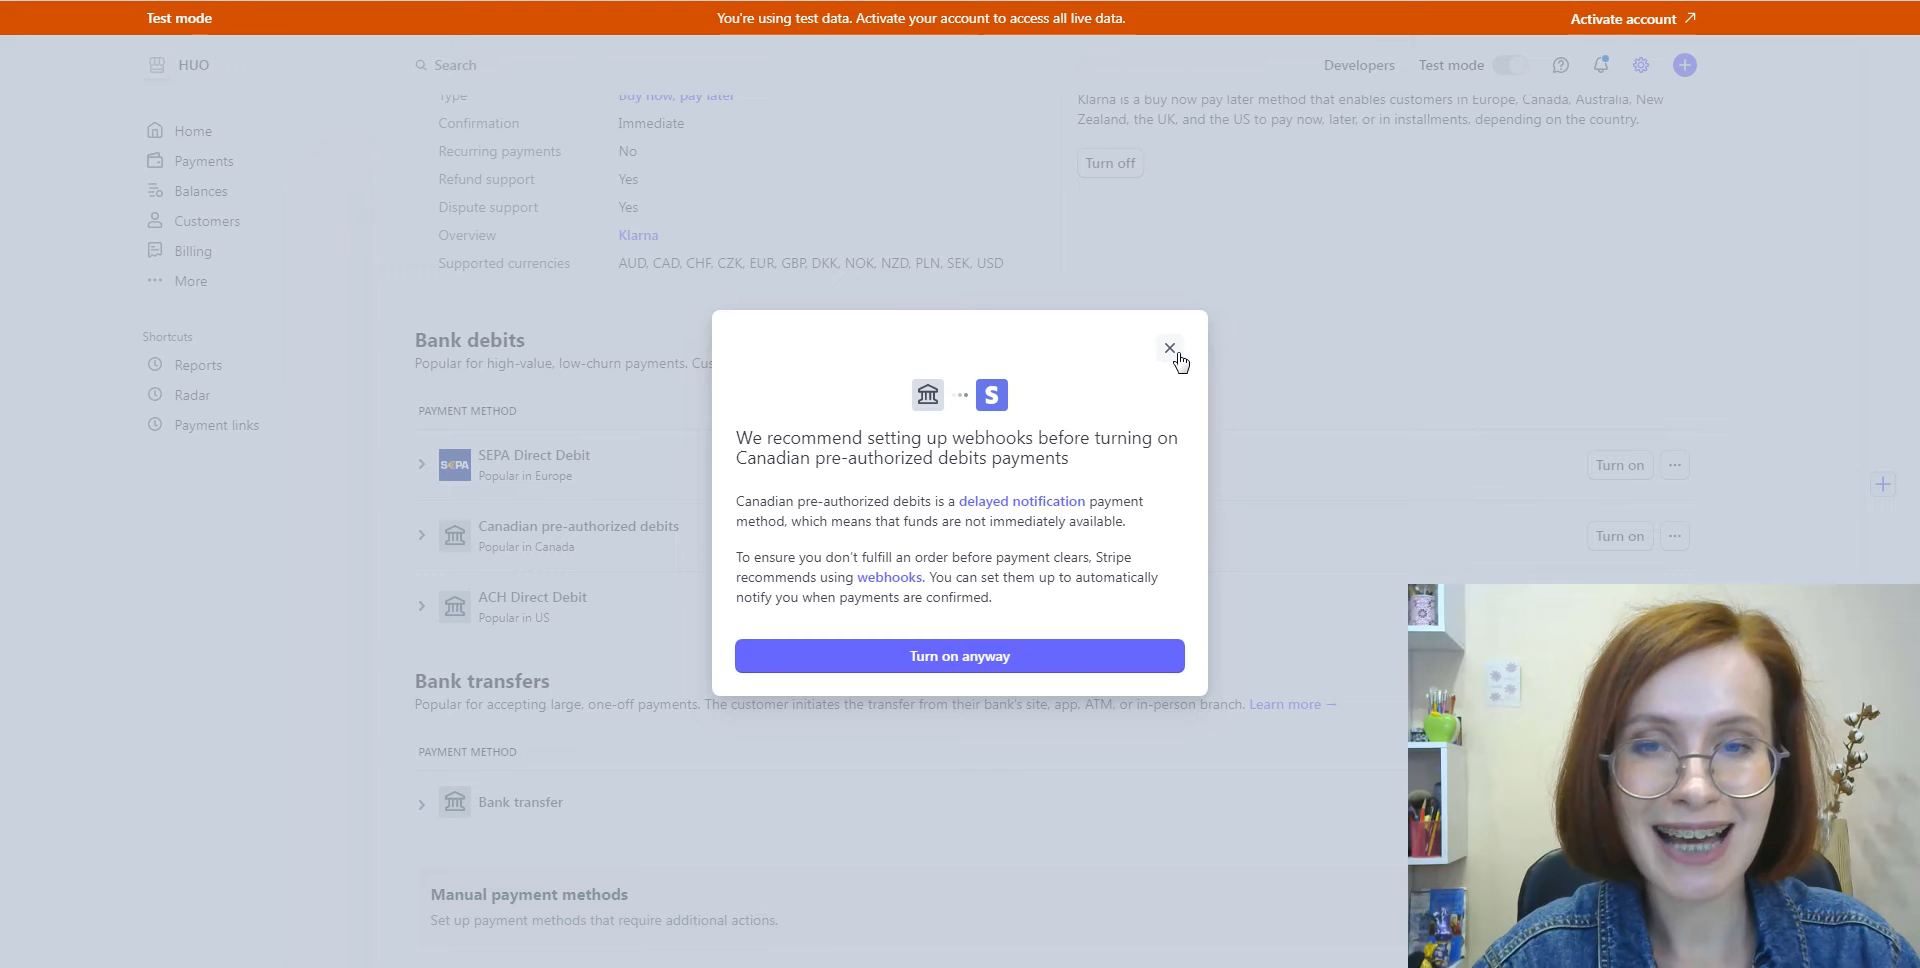 Test mode
You're using test data. Activate your account to access all live data.
Activate account
HUO
Search
Developers
Test mode
Home
Payments
Balances
Customers
Billing
More
Shortcuts
Reports
Radar
Payment links
Type
Buy now, pay later
Confirmation
Immediate
Recurring payments
No
Refund support
Yes
Dispute support
Yes
Overview
Klarna
Supported currencies
AUD, CAD, CHF, CZK, EUR, GBP, DKK, NOK, NZD, PLN, SEK, USD
Klarna is a buy now pay later method that enables customers in Europe, Canada, Australia, New
Zealand, the UK, and the US to pay now, later, or in installments, depending on the country.
Turn off
Bank debits
Popular for high-value, low-churn payments.
PAYMENT METHOD
SEPA
SEPA Direct Debit
Popular in Europe
Turn on
Canadian pre-authorized debits
Popular in Canada
Turn on
ACH Direct Debit
Popular in US
S
We recommend setting up webhooks before turning on
Canadian pre-authorized debits payments
Canadian pre-authorized debits is a delayed notification payment
method, which means that funds are not immediately available.
To ensure you don't fulfill an order before payment clears, Stripe
recommends using webhooks. You can set them up to automatically
notify you when payments are confirmed.
Turn on anyway
Bank transfers
Popular for accepting large, one-off payments. The customer initiates the transfer from their bank's site, app, ATM, or in-person branch. Learn more →
PAYMENT METHOD
Bank transfer
Manual payment methods
Set up payment methods that require additional actions.